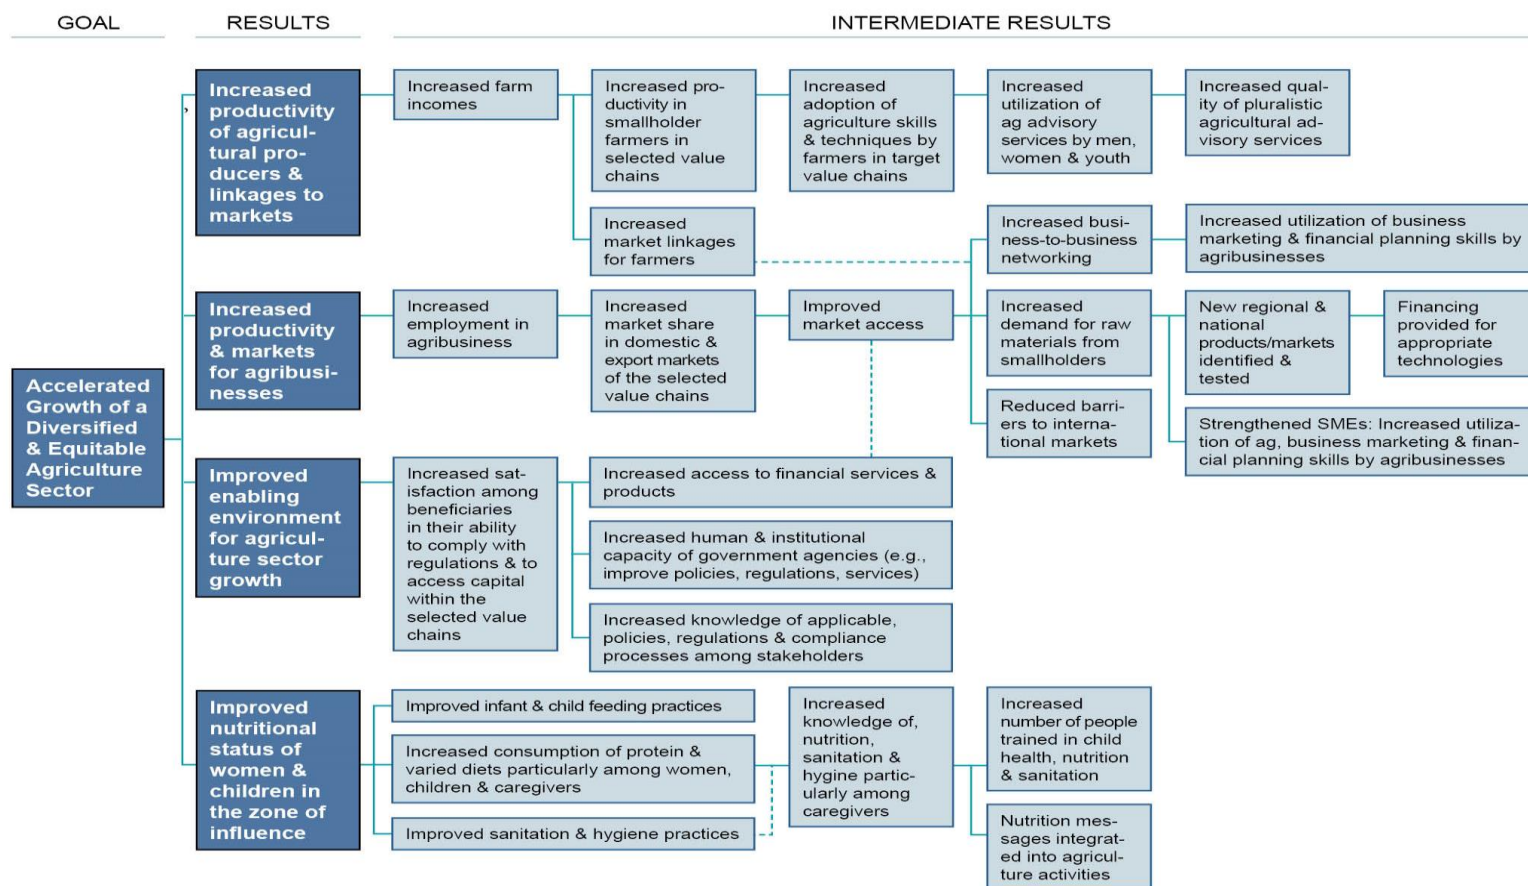 GOAL
RESULTS
INTERMEDIATE RESULTS
Accelerated
Growth of a
Diversified
& Equitable
Agriculture
Sector
,
Increased
productivity
of agricul-
tural pro-
ducers &
linkages to
markets
Increased farm
incomes
Increased pro-
ductivity in
smallholder
farmers in
selected value
chains
Increased
adoption of
agriculture skills
& techniques by
farmers in target
value chains
Increased
utilization of
ag advisory
services by men,
women & youth
Increased qual-
ity of pluralistic
agricultural ad-
visory services
Increased
market linkages
for farmers
Increased busi-
ness-to-business
networking
Increased utilization of business
marketing & financial planning skills by
agribusinesses
Increased
productivity
& markets
for agribusi-
nesses
Increased
employment in
agribusiness
Increased
market share
in domestic &
export markets
of the selected
value chains
Improved
market access
Increased
demand for raw
materials from
smallholders
New regional &
national
products/markets
identified &
tested
Financing
provided for
appropriate
technologies
Reduced barri-
ers to inter-
national markets
Strengthened SMEs: Increased utiliza-
tion of ag, business marketing & finan-
cial planning skills by agribusinesses
Improved
enabling
environment
for agricul-
ture sector
growth
Increased sat-
isfaction among
beneficiaries
in their ability
to comply with
regulations & to
access capital
within the
selected value
chains
Increased access to financial services &
products
Increased human & institutional
capacity of government agencies (e.g.,
improve policies, regulations, services)
Increased knowledge of applicable,
policies, regulations & compliance
processes among stakeholders
Improved
nutritional
status of
women &
children in
the zone of
influence
Improved infant & child feeding practices
Increased consumption of protein &
varied diets particularly among women,
children & caregivers
Improved sanitation & hygiene practices
Increased
knowledge of,
nutrition,
sanitation &
hygine partic-
ularly among
caregivers
Increased
number of people
trained in child
health, nutrition
& sanitation
Nutrition mes-
sages integrat-
ed into agricul-
ture activities